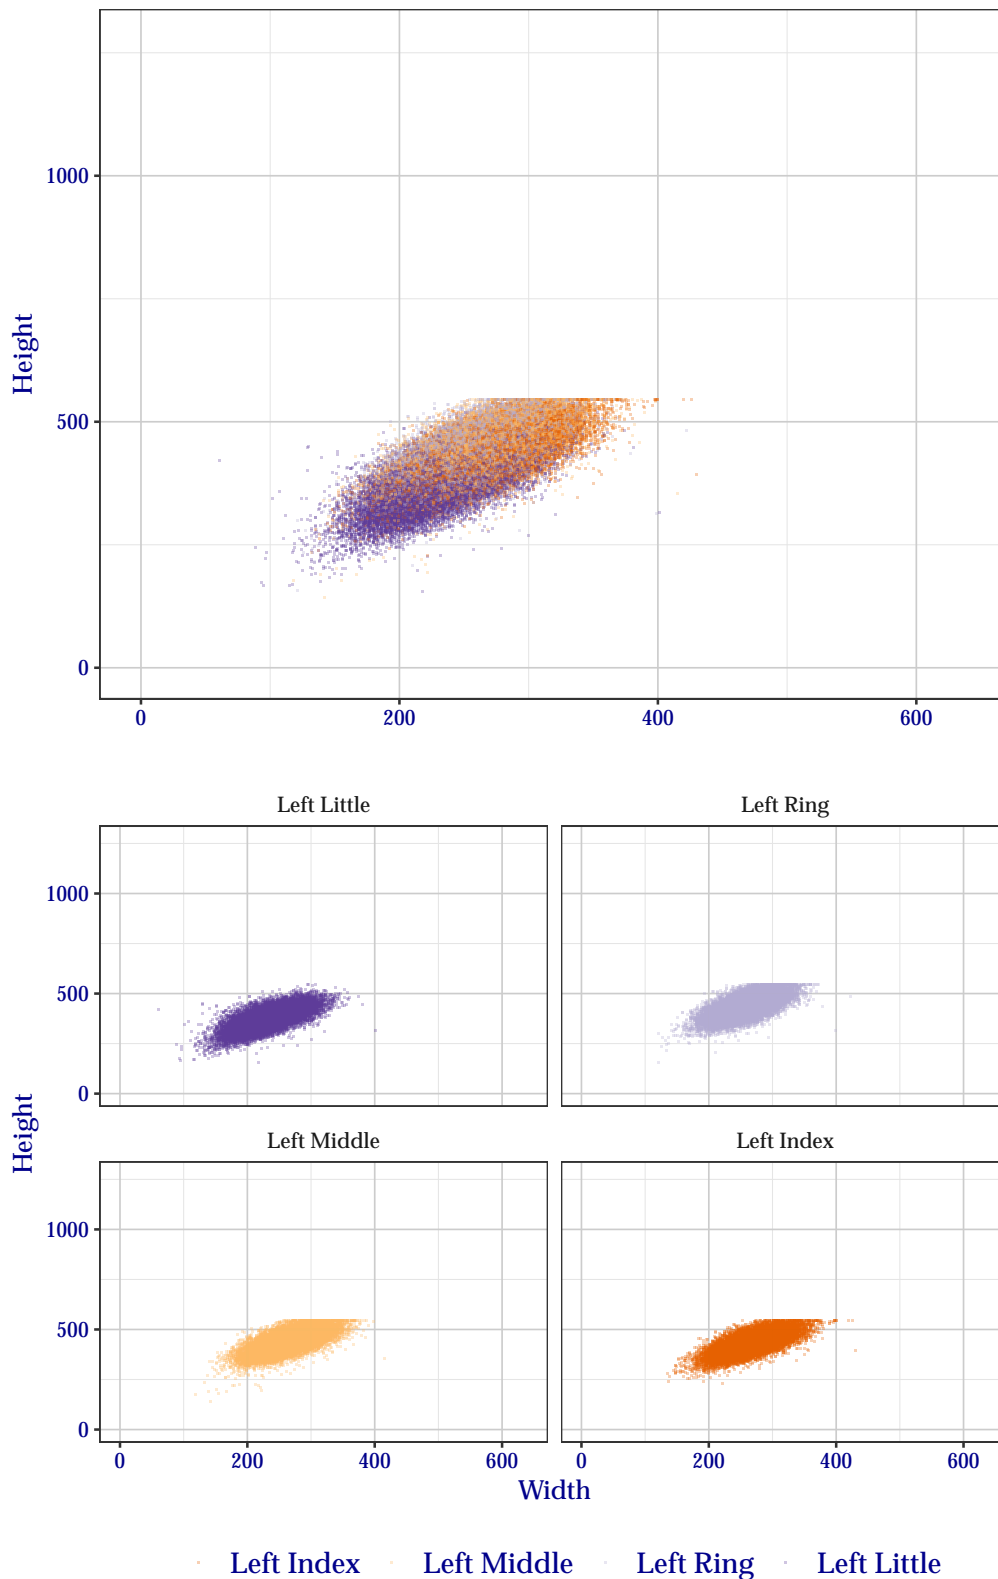 1000
Height
500
0
0 200 400 600
Left Little Left Ring
1000
500
0
Height
Left Middle Left Index
1000
500
0
0 200 400 600 0 200 400 600
Width
Left Index Left Middle Left Ring Left Little